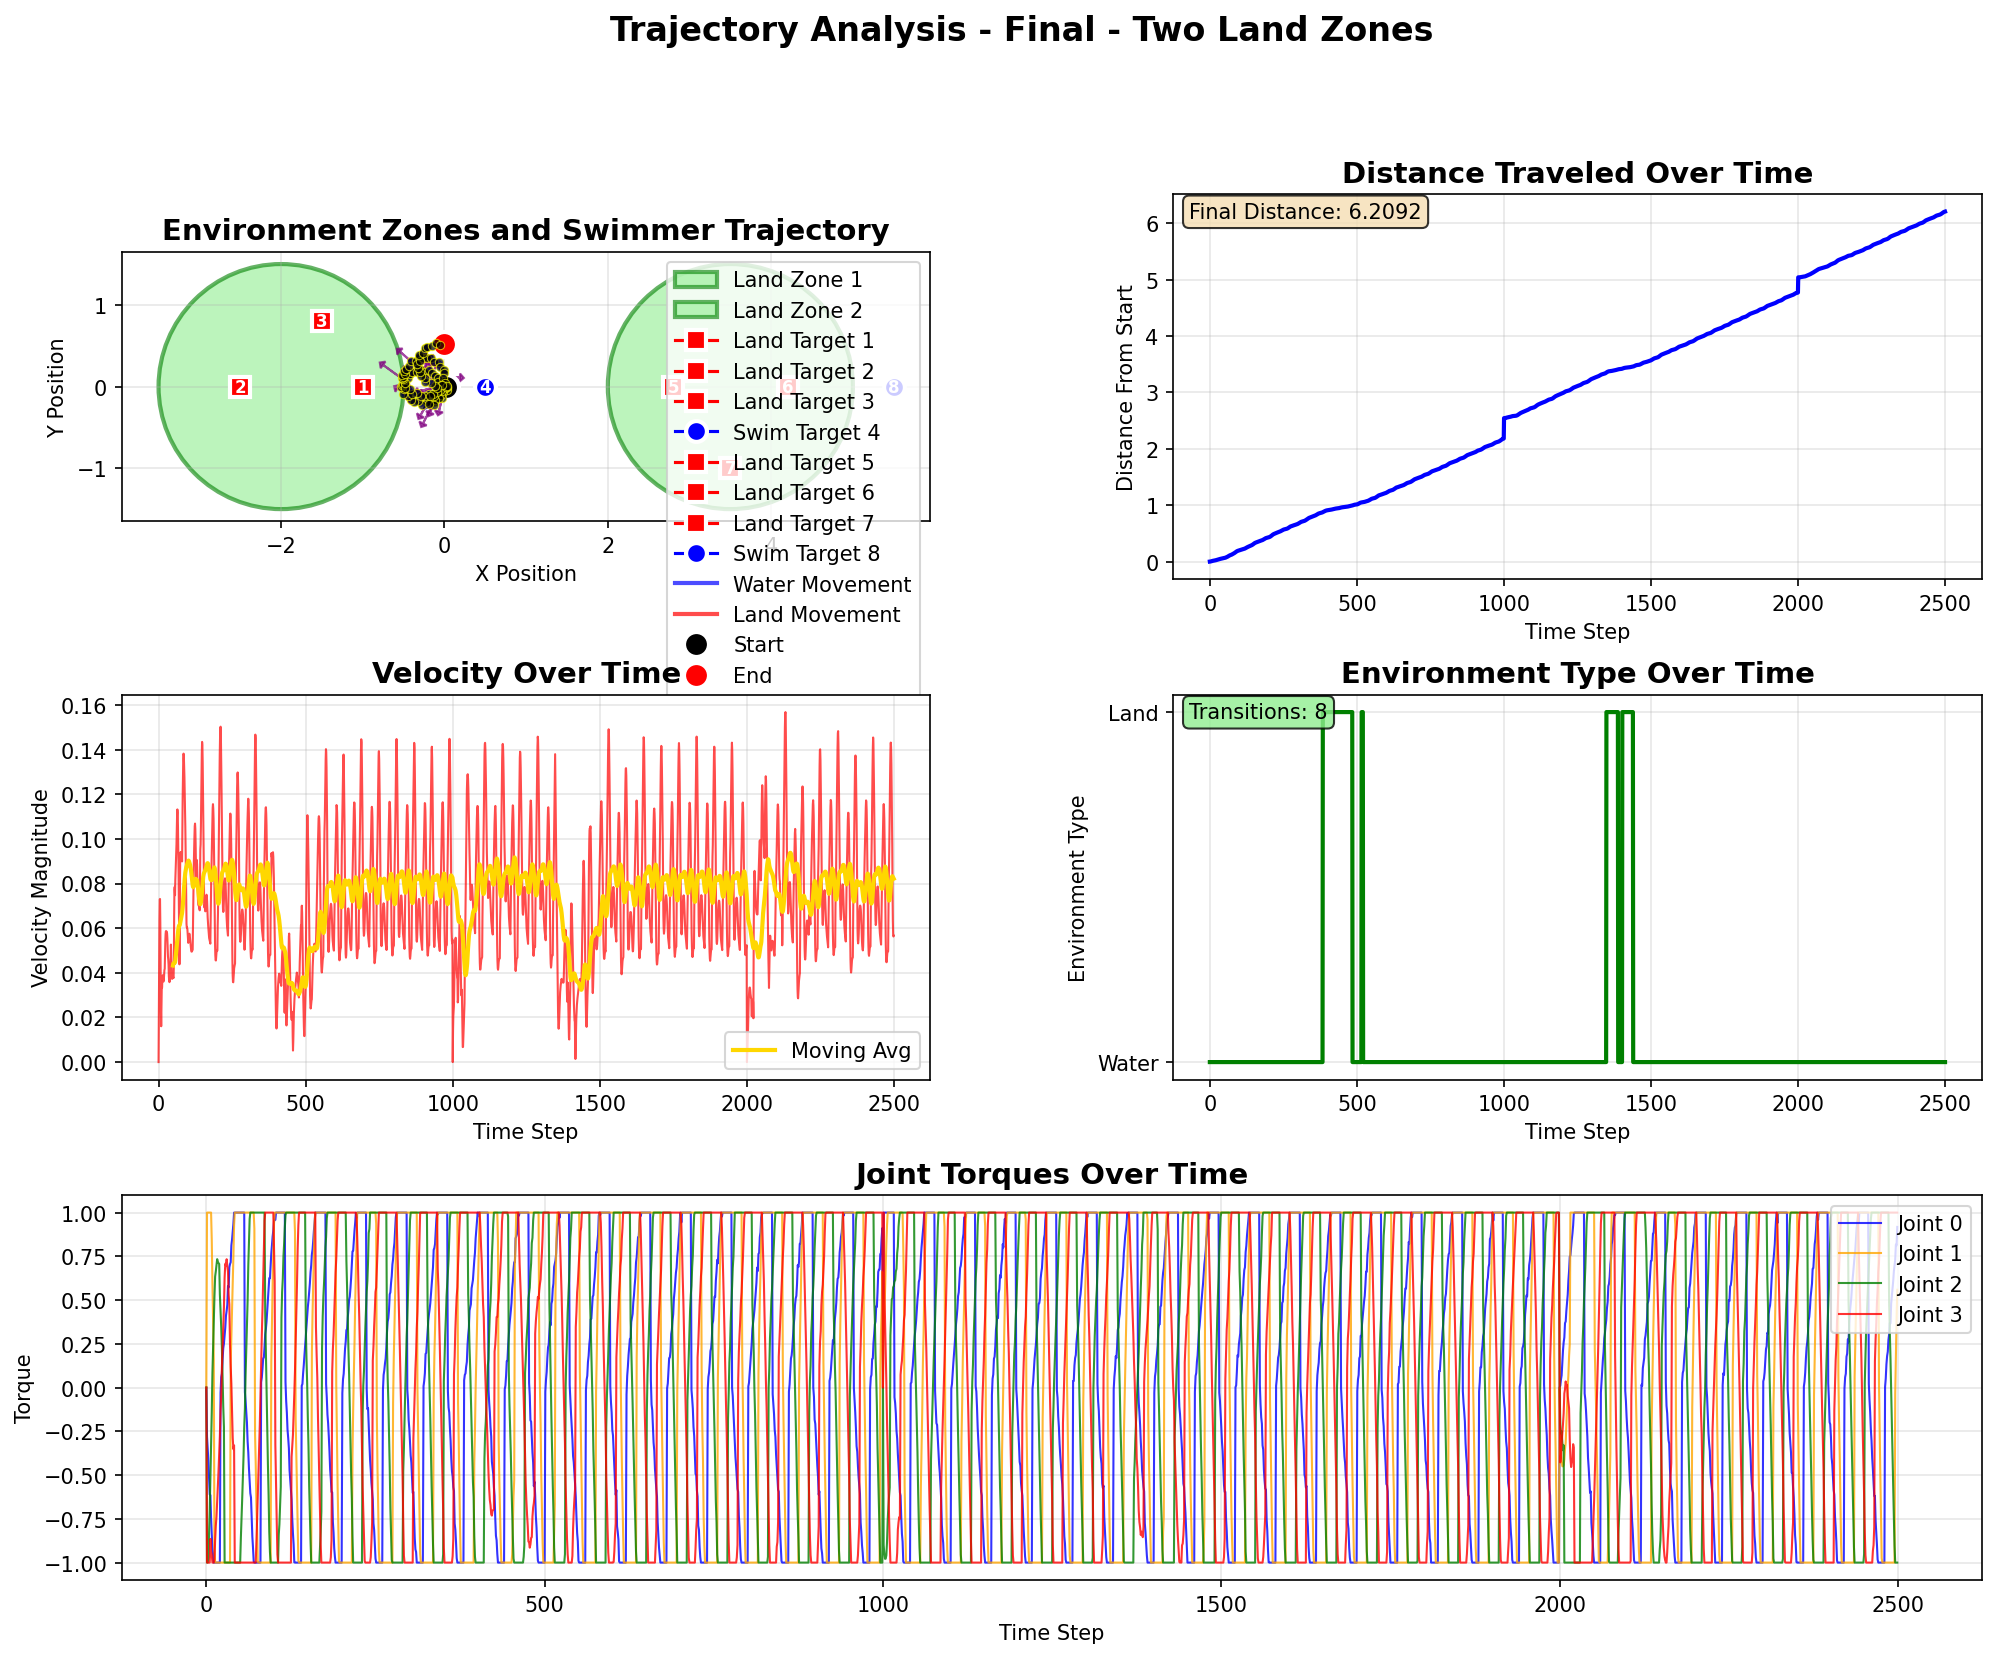 Trajectory Analysis - Final - Two Land Zones
Environment Zones and Swimmer Trajectory
Y Position
1
0
−1
−2
0
2
4
X Position
3
2
1
4
5
6
7
8
Land Zone 1
Land Zone 2
Land Target 1
Land Target 2
Land Target 3
Swim Target 4
Land Target 5
Land Target 6
Land Target 7
Swim Target 8
Water Movement
Land Movement
Start
End
Distance Traveled Over Time
Final Distance: 6.2092
Distance From Start
6
5
4
3
2
1
0
0
500
1000
1500
2000
2500
Time Step
Velocity Over Time
Velocity Magnitude
0.16
0.14
0.12
0.10
0.08
0.06
0.04
0.02
0.00
Moving Avg
0
500
1000
1500
2000
2500
Time Step
Environment Type Over Time
Transitions: 8
Environment Type
Land
Water
0
500
1000
1500
2000
2500
Time Step
Joint Torques Over Time
Torque
1.00
0.75
0.50
0.25
0.00
−0.25
−0.50
−0.75
−1.00
Joint 0
Joint 1
Joint 2
Joint 3
0
500
1000
1500
2000
2500
Time Step